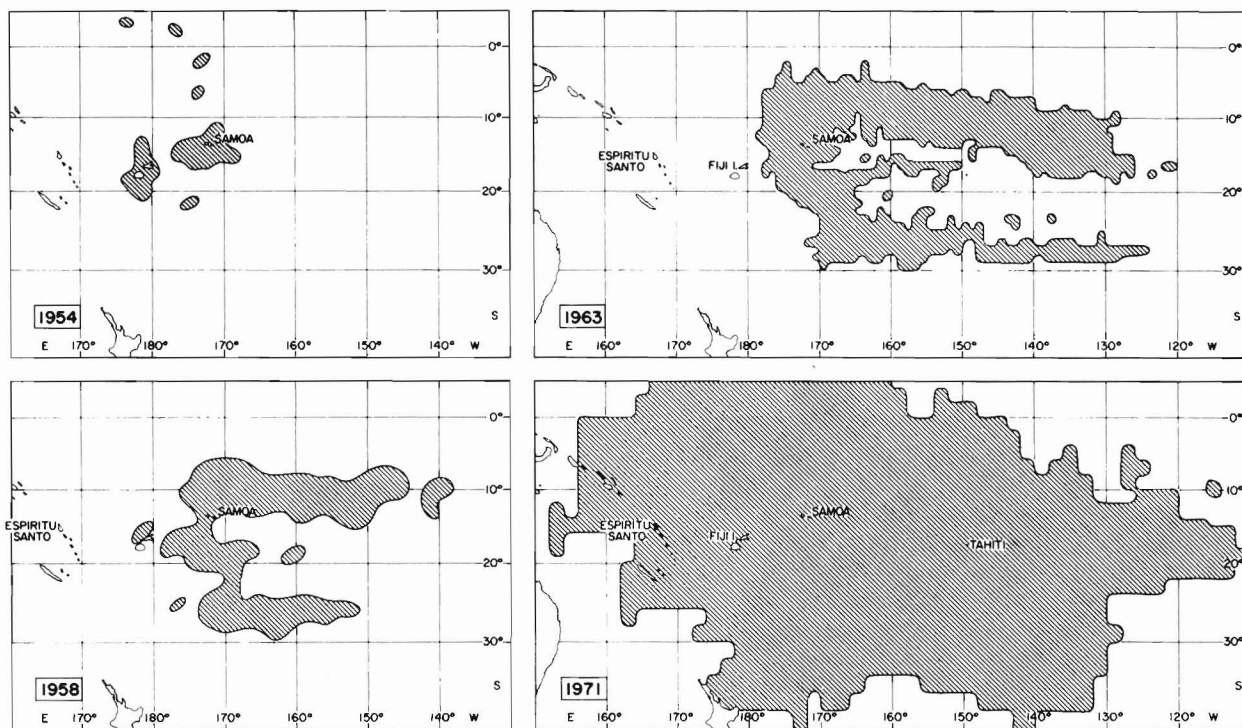 0°
SAMOA
10°
20°
30°
1954
S
E 170° 180° 170° 160° 150° 140° W
0°
10°
SAMOA
ESPIRITU
SANTO
FIJI I.
20°
30°
1963
S
E 160° 170° 180° 170° 160° 150° 140° 130° 120° W
0°
10°
SAMOA
ESPIRITU
SANTO
20°
30°
1958
S
E 170° 180° 170° 160° 150° 140° W
0°
10°
SAMOA
ESPIRITU
SANTO
FIJI I.
TAHITI
20°
30°
1971
S
E 160° 170° 180° 170° 160° 150° 140° 130° 120° W